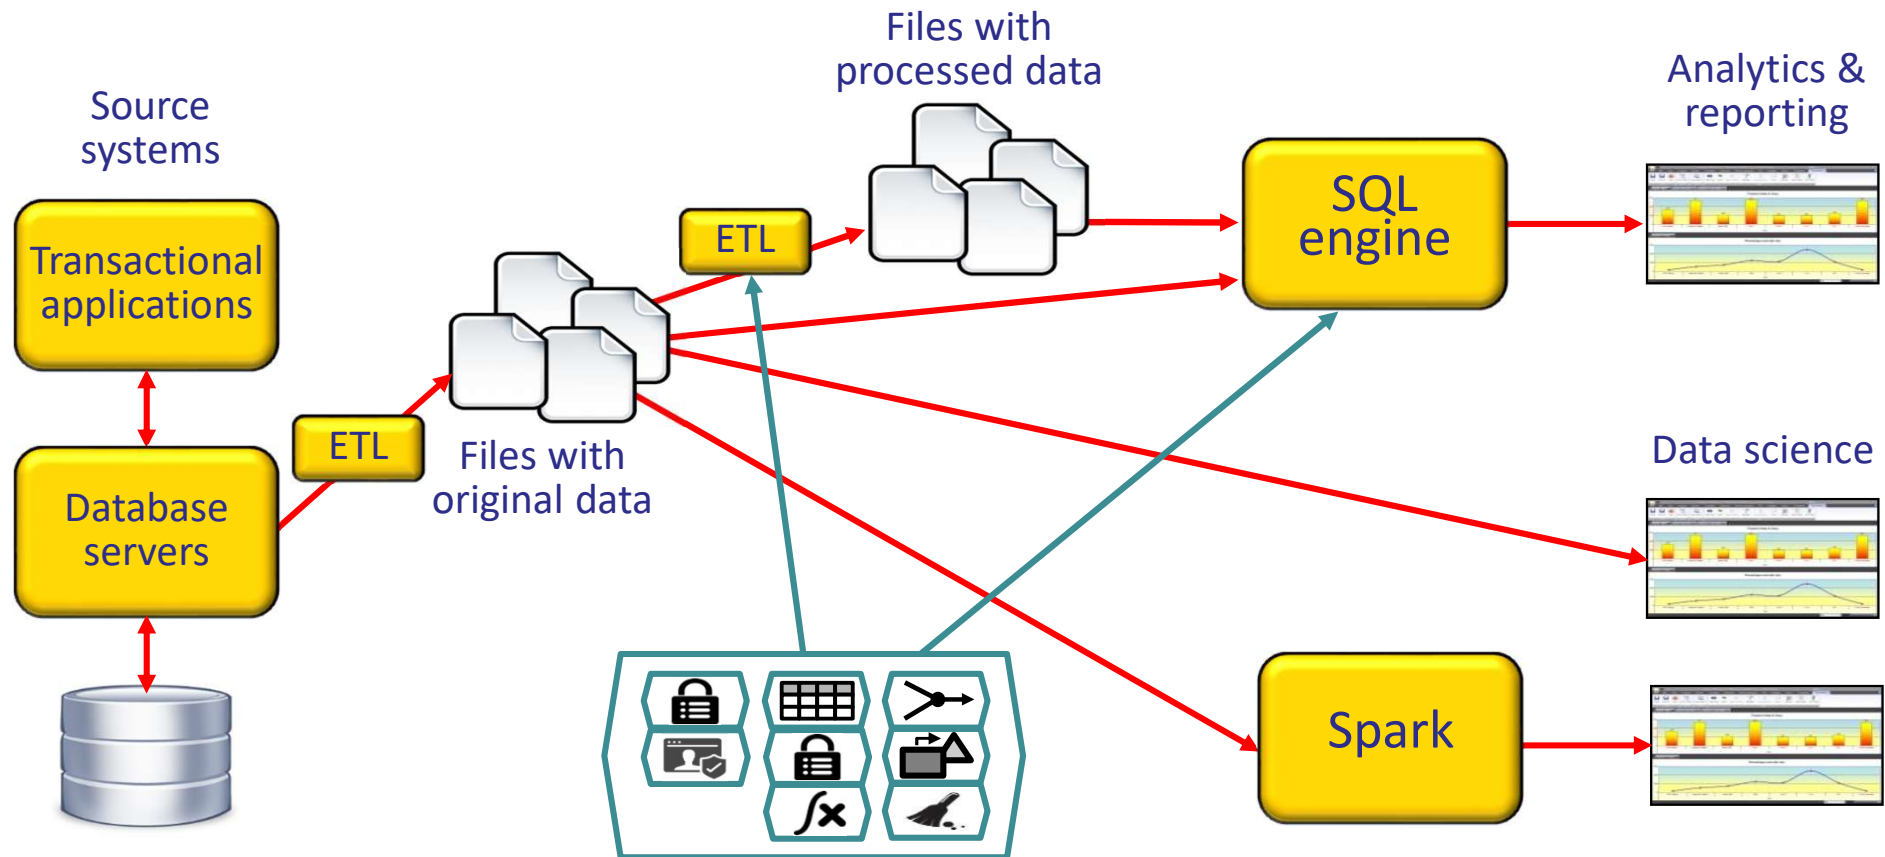 Source
systems
Transactional
applications
Database
servers
ETL
Files with
original data
ETL
Files with
processed data
SQL
engine
Spark
Analytics &
reporting
Data science
∫x